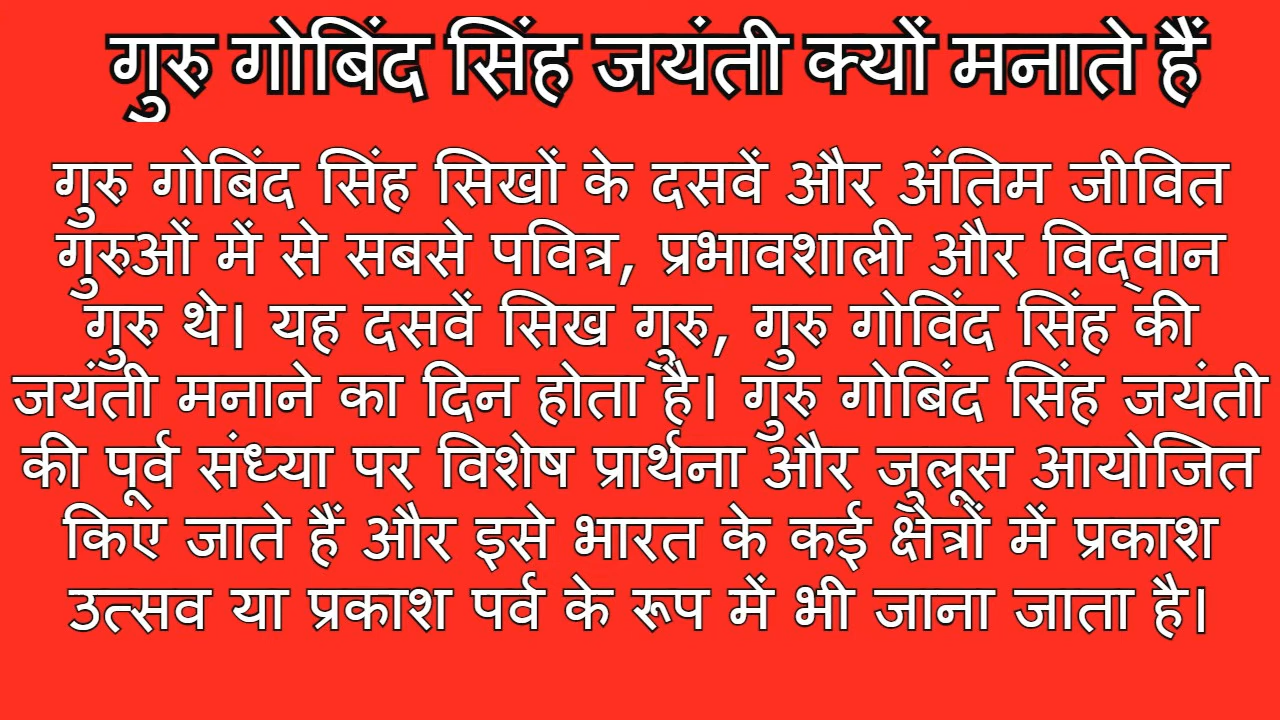 गुरु गोबिंद सिंह जयंती क्यों मनाते हैं
गुरु गोबिंद सिंह सिखों के दसवें और अंतिम जीवित
गुरुओं में से सबसे पवित्र, प्रभावशाली और विद्वान
गुरु थे। यह दसवें सिख गुरु, गुरु गोविंद सिंह की
जयंती मनाने का दिन होता है। गुरु गोबिंद सिंह जयंती
की पूर्व संध्या पर विशेष प्रार्थना और जुलूस आयोजित
किए जाते हैं और इसे भारत के कई क्षेत्रों में प्रकाश
उत्सव या प्रकाश पर्व के रूप में भी जाना जाता है।